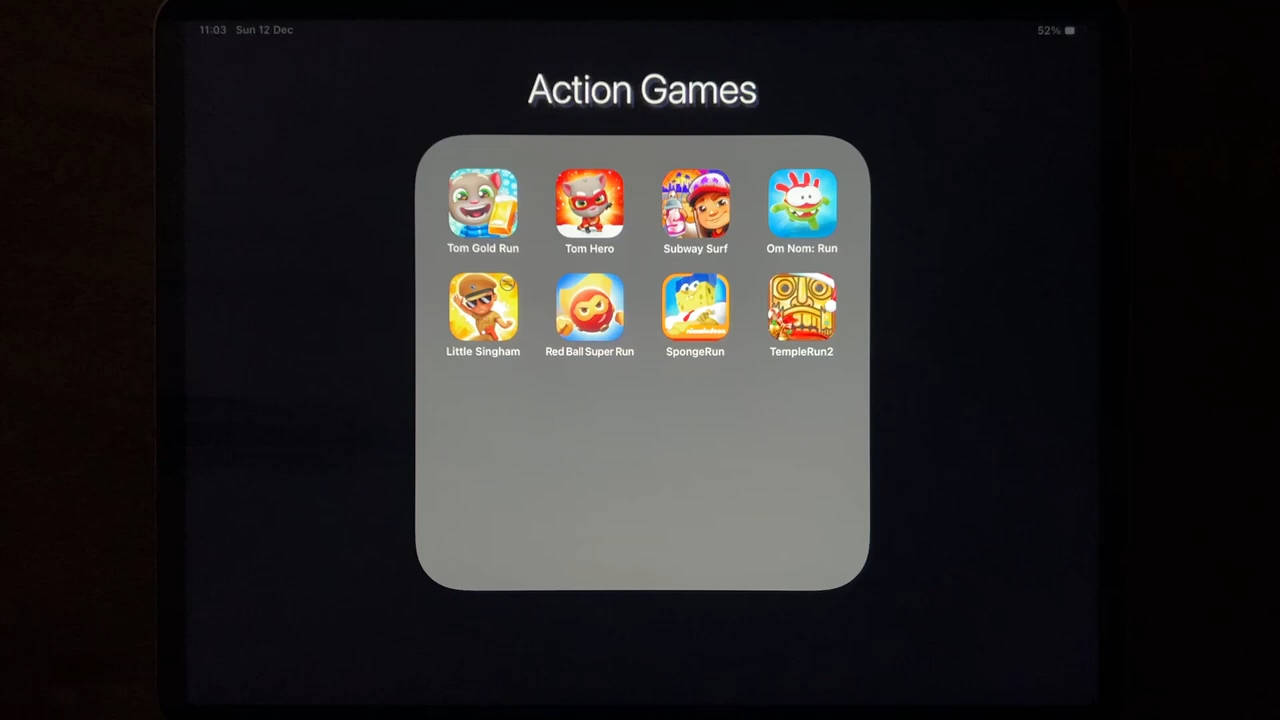 11:03 Sun 12 Dec
52%
Action Games
Tom Gold Run
Tom Hero
Subway Surf
Om Nom: Run
nickelodeon
Little Singham
Red Ball Super Run
SpongeRun
TempleRun2